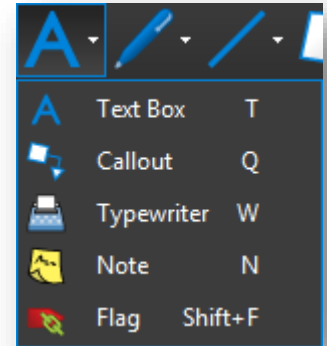 Text Box T
Callout Q
Typewriter W
Note N
Flag Shift+F